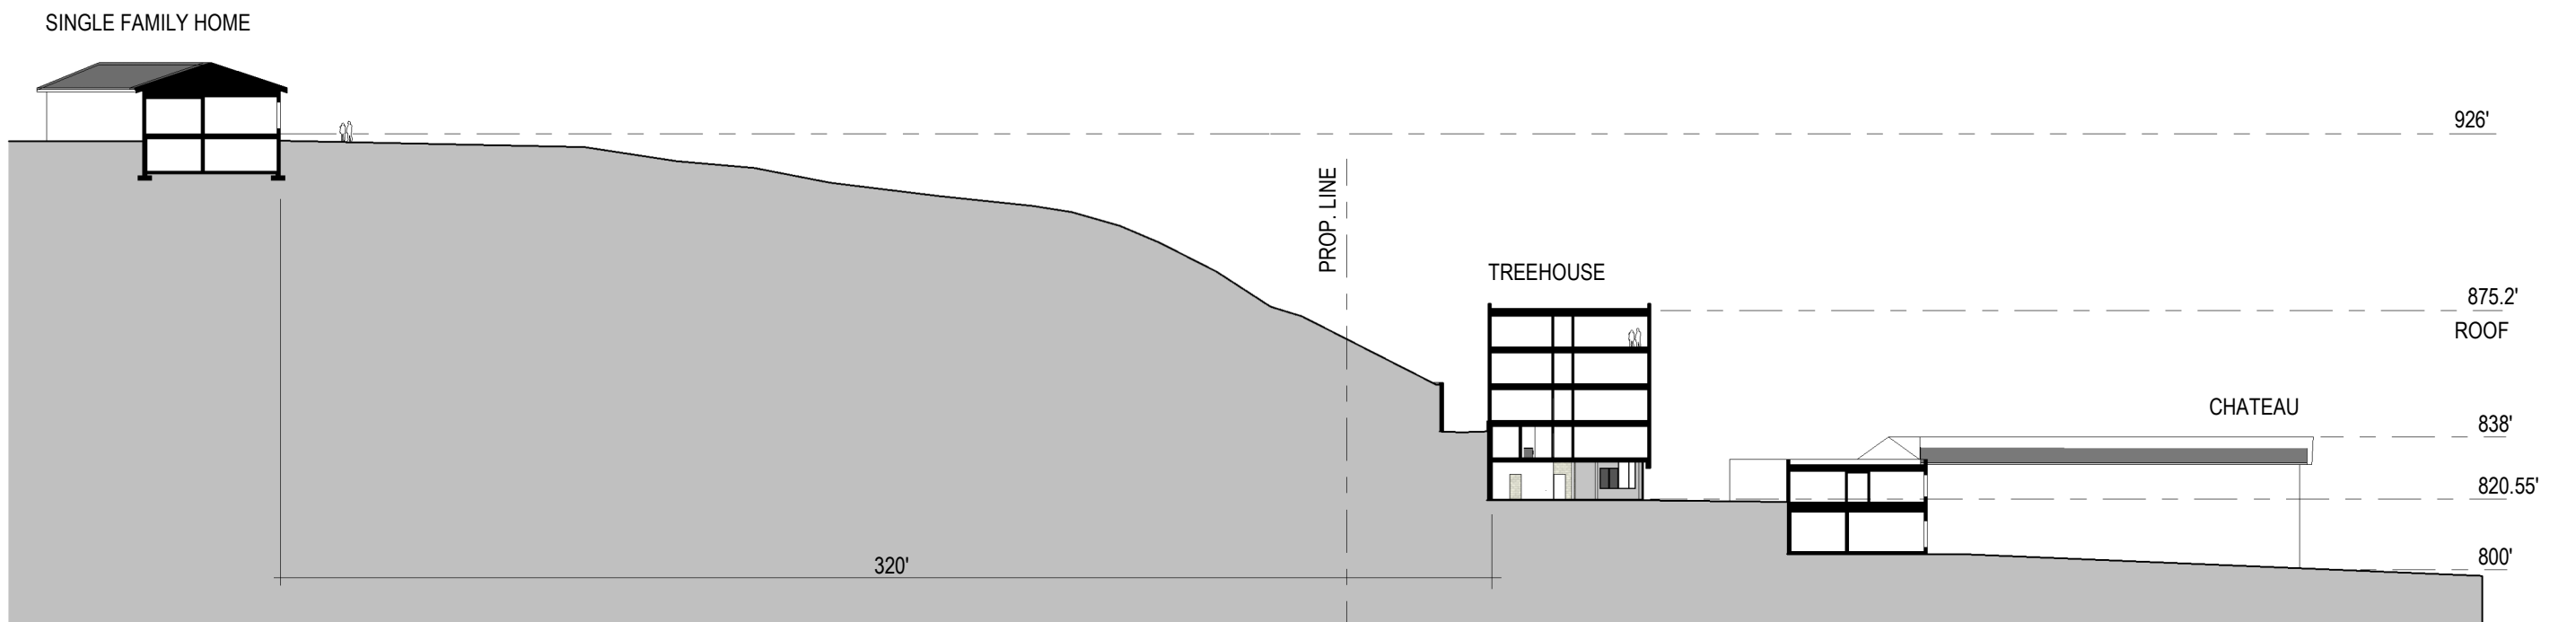 SINGLE FAMILY HOME
926'
PROP. LINE
TREEHOUSE
875.2'
ROOF
CHATEAU
838'
820.55'
800'
320'